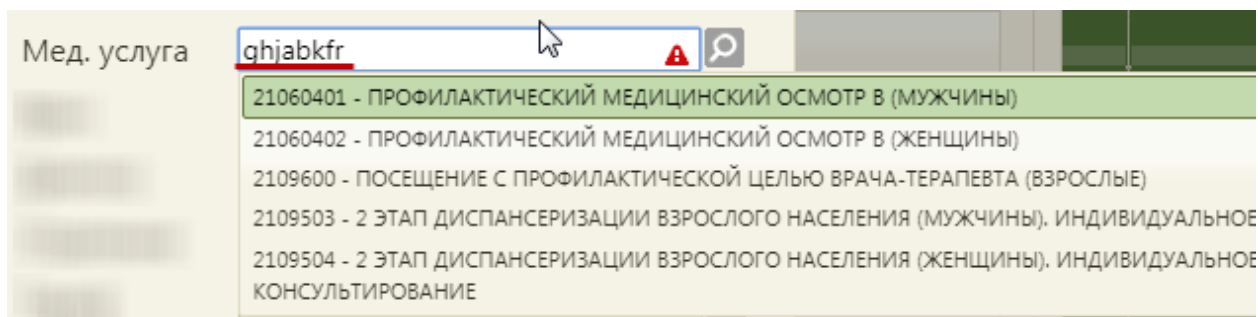 Мед. услуга ghjabkfr
21060401 - ПРОФИЛАКТИЧЕСКИЙ МЕДИЦИНСКИЙ ОСМОТР В (МУЖЧИНЫ)
21060402 - ПРОФИЛАКТИЧЕСКИЙ МЕДИЦИНСКИЙ ОСМОТР В (ЖЕНЩИНЫ)
2109600 - ПОСЕЩЕНИЕ С ПРОФИЛАКТИЧЕСКОЙ ЦЕЛЬЮ ВРАЧА-ТЕРАПЕВТА (ВЗРОСЛЫЕ)
2109503 - 2 ЭТАП ДИСПАНСЕРИЗАЦИИ ВЗРОСЛОГО НАСЕЛЕНИЯ (МУЖЧИНЫ). ИНДИВИДУАЛЬНОЕ
2109504 - 2 ЭТАП ДИСПАНСЕРИЗАЦИИ ВЗРОСЛОГО НАСЕЛЕНИЯ (ЖЕНЩИНЫ). ИНДИВИДУАЛЬНОЕ
КОНСУЛЬТИРОВАНИЕ